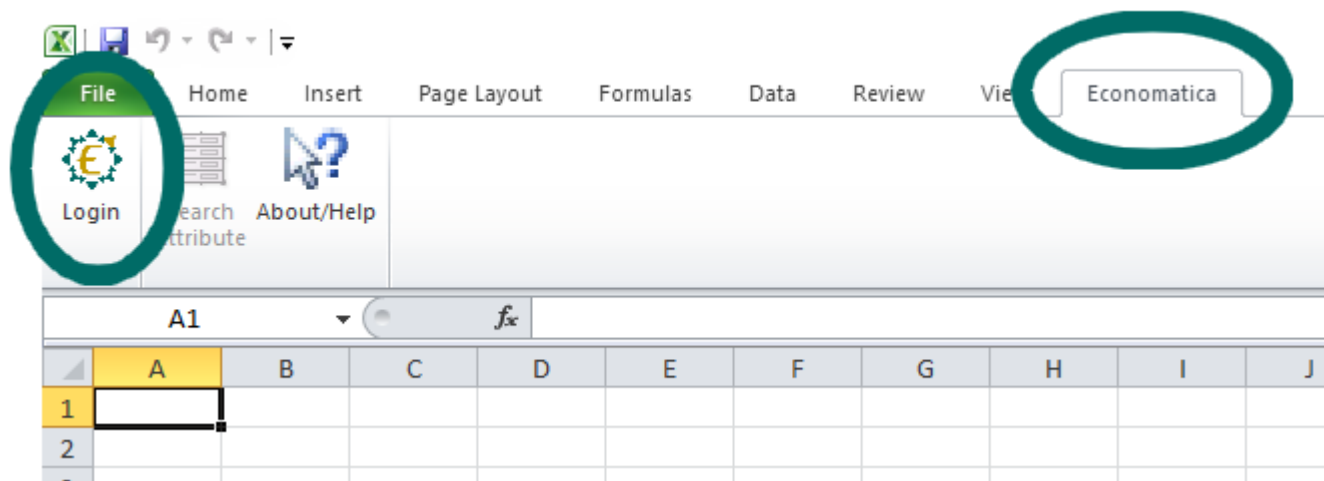 File Home Insert Page Layout Formulas Data Review Economatica
Login About/Help
A1 fx
A B C D E F G H I J
1
2